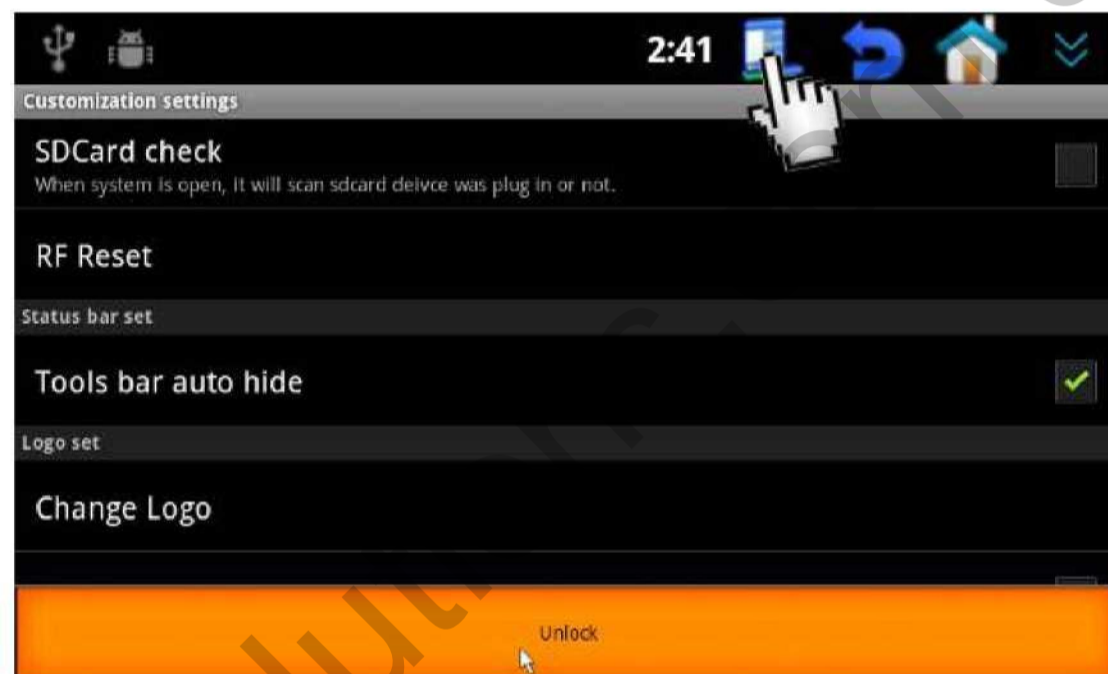 2:41
Customization settings
SDCard check
When system is open, it will scan sdcard deivce was plug in or not.
RF Reset
Status bar set
Tools bar auto hide
Logo set
Change Logo
Unlock